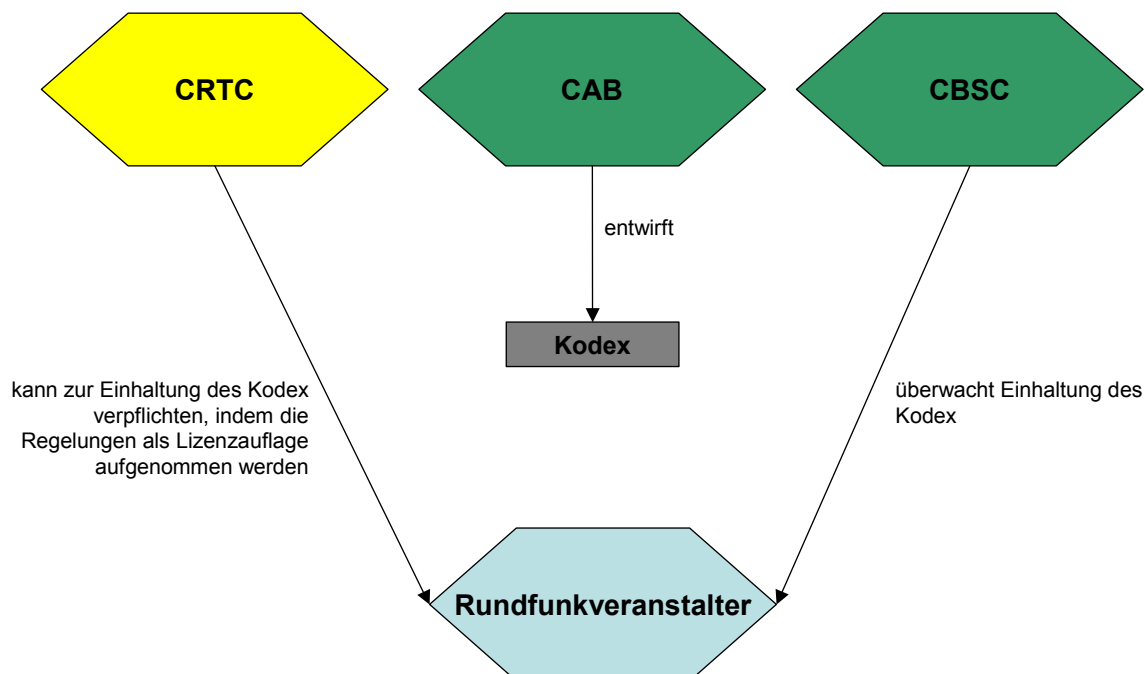 CRTC
CAB
CBSC
entwirft
Kodex
kann zur Einhaltung des Kodex
verpflichten, indem die
Regelungen als Lizenzauflage
aufgenommen werden
überwacht Einhaltung des
Kodex
Rundfunkveranstalter